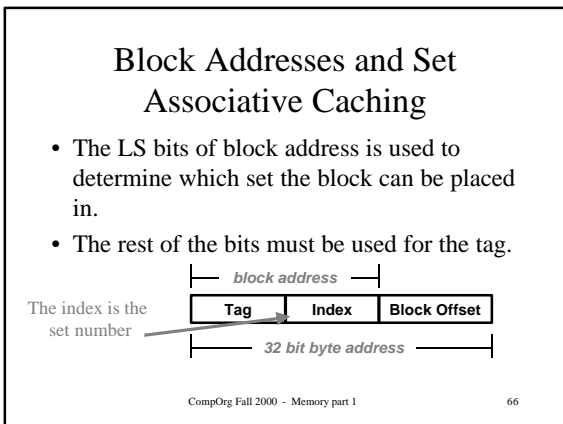 Block Addresses and Set
Associative Caching
• The LS bits of block address is used to
determine which set the block can be placed
in.
• The rest of the bits must be used for the tag.
block address
The index is the
set number
Tag Index Block Offset
32 bit byte address
CompOrg Fall 2000 - Memory part 1 66